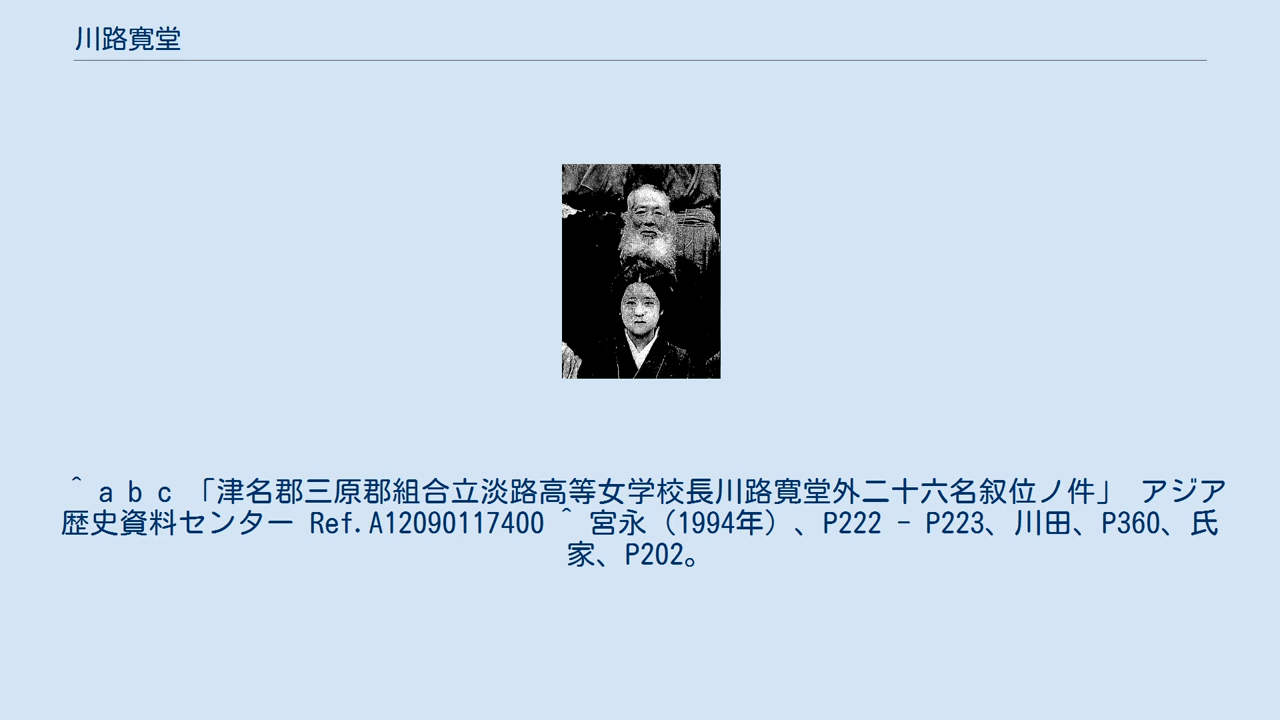 川路寛堂
^ a b c 「津名郡三原郡組合立淡路高等女学校長川路寛堂外二十六名叙位ノ件」 アジア
歴史資料センター Ref.A12090117400 ^ 宮永（1994年）、P222 - P223、川田、P360、氏
家、P202。